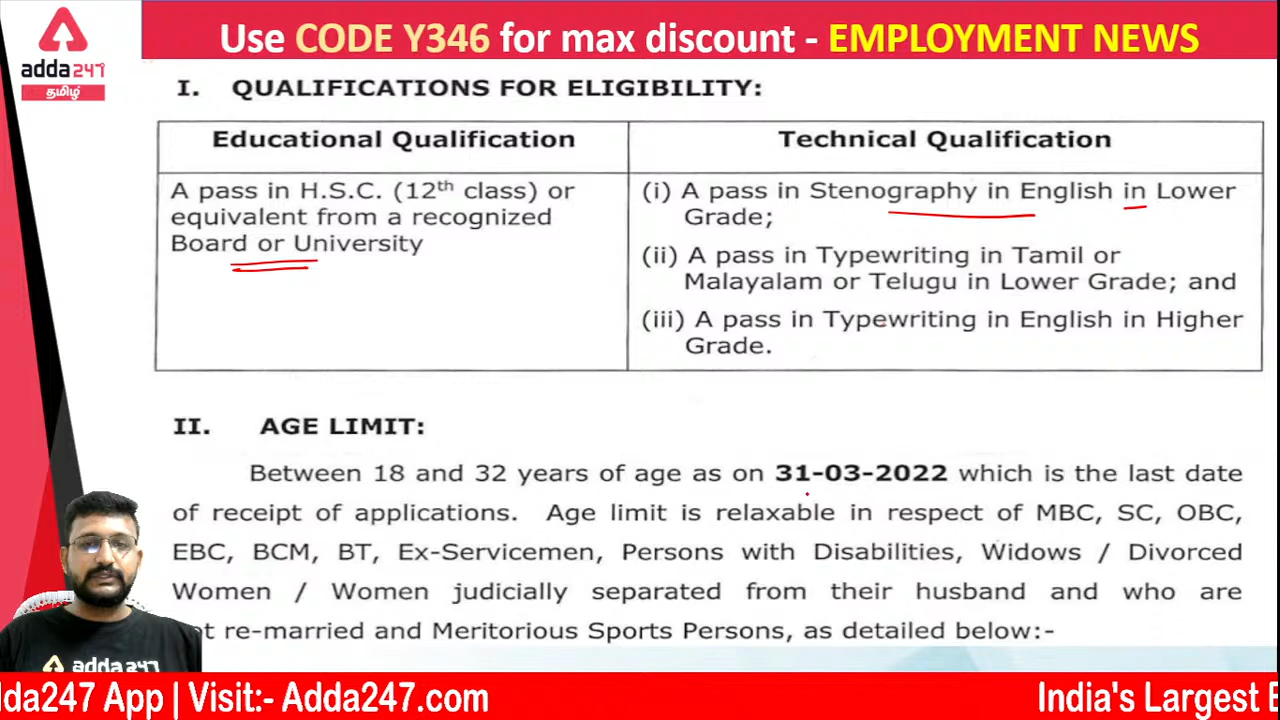 adda247
தமிழ்
Use CODE Y346 for max discount - EMPLOYMENT NEWS
I. QUALIFICATIONS FOR ELIGIBILITY:
Educational Qualification
Technical Qualification
A pass in H.S.C. (12th class) or
equivalent from a recognized
Board or University
(i) A pass in Stenography in English in Lower
Grade;
(ii) A pass in Typewriting in Tamil or
Malayalam or Telugu in Lower Grade; and
(iii) A pass in Typewriting in English in Higher
Grade.
II. AGE LIMIT:
Between 18 and 32 years of age as on 31-03-2022 which is the last date
of receipt of applications. Age limit is relaxable in respect of MBC, SC, OBC,
EBC, BCM, BT, Ex-Servicemen, Persons with Disabilities, Widows / Divorced
Women / Women judicially separated from their husband and who are
ot re-married and Meritorious Sports Persons, as detailed below:-
adda247
dda247 App | Visit:- Adda247.com
India's Largest E